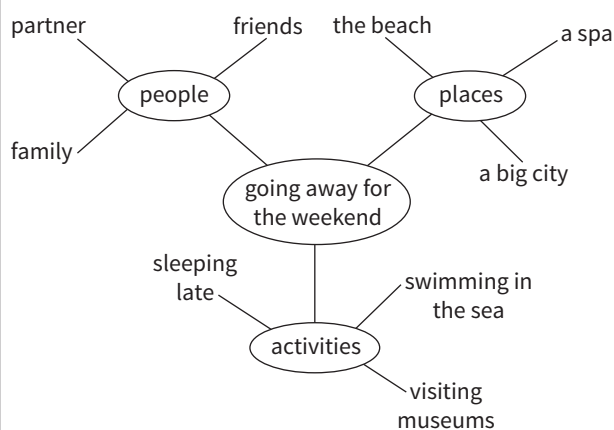 partner
friends
the beach
a spa
people
places
family
a big city
going away for
the weekend
sleeping
late
swimming in
the sea
activities
visiting
museums